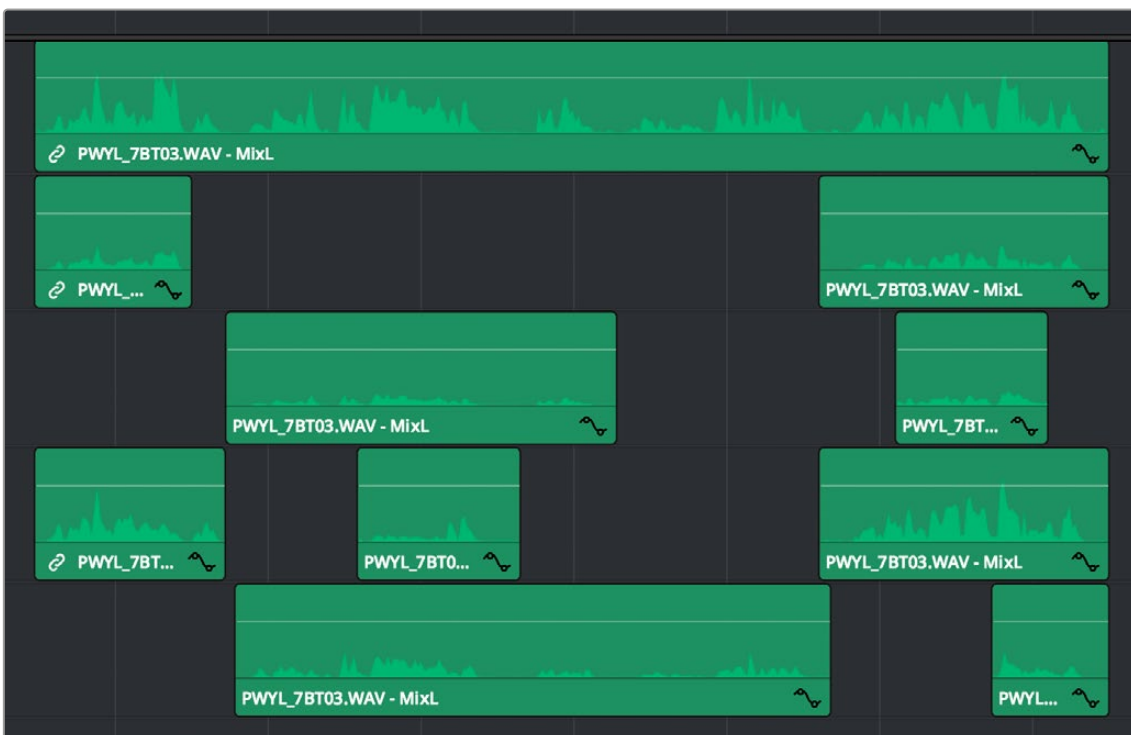 PWYL_7BT03.WAV - MixL
PWYL_...
PWYL_7BT03.WAV - MixL
PWYL_7BT03.WAV - MixL
PWYL_7BT...
PWYL_7BT...
PWYL_7BT0...
PWYL_7BT03.WAV - MixL
PWYL_7BT03.WAV - MixL
PWYL...